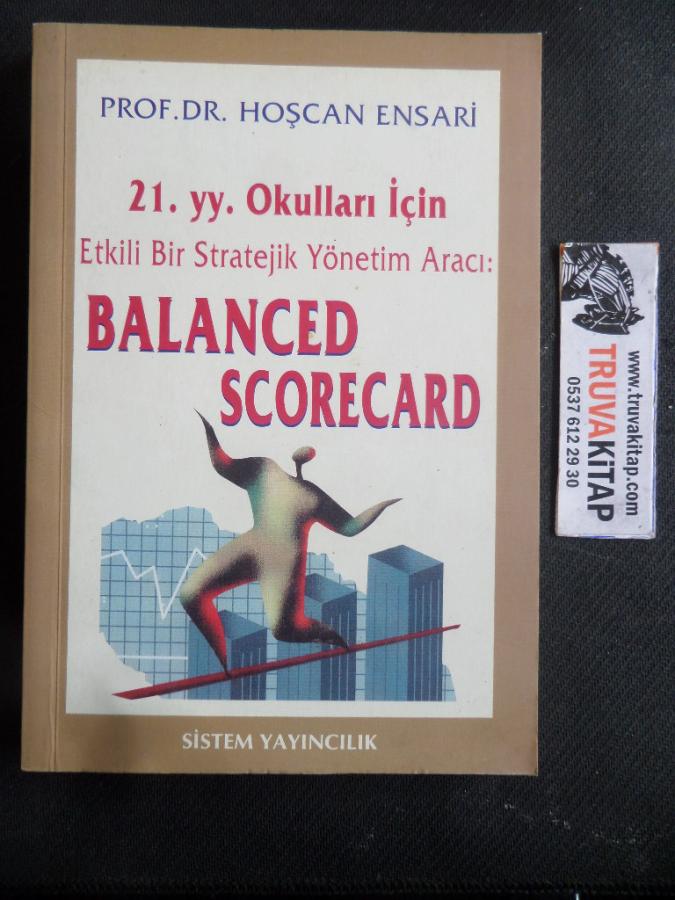 PROF.DR. HOŞCAN ENSARİ
21. yy. Okulları İçin
Etkili Bir Stratejik Yönetim Aracı:
BALANCED
SCORECARD
SİSTEM YAYINCILIK
www.truvakitap.com
TRUVAKİTAP
0537 612 29 30